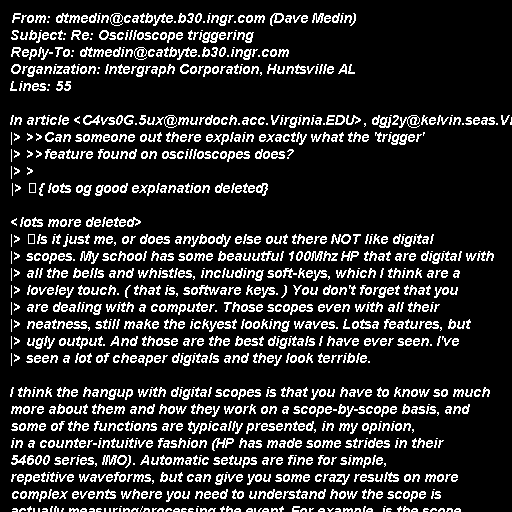 From: dtmedin@catbyte.b30.ingr.com (Dave Medin)
Subject: Re: Oscilloscope triggering
Reply-To: dtmedin@catbyte.b30.ingr.com
Organization: Intergraph Corporation, Huntsville AL
Lines: 55

In article <C4vs0G.5ux@murdoch.acc.Virginia.EDU>, dgj2y@kelvin.seas.Vi
|> >>Can someone out there explain exactly what the 'trigger'
|> >>feature found on oscilloscopes does?
|> >
|> { lots og good explanation deleted}

<lots more deleted>
|> Is it just me, or does anybody else out there NOT like digital
|> scopes. My school has some beauutful 100Mhz HP that are digital with
|> all the bells and whistles, including soft-keys, which I think are a
|> loveley touch. ( that is, software keys. ) You don't forget that you
|> are dealing with a computer. Those scopes even with all their
|> neatness, still make the ickyest looking waves. Lotsa features, but
|> ugly output. And those are the best digitals I have ever seen. I've
|> seen a lot of cheaper digitals and they look terrible.

I think the hangup with digital scopes is that you have to know so much
more about them and how they work on a scope-by-scope basis, and
some of the functions are typically presented, in my opinion,
in a counter-intuitive fashion (HP has made some strides in their
54600 series, IMO). Automatic setups are fine for simple,
repetitive waveforms, but can give you some crazy results on more
complex events where you need to understand how the scope is
actually measuring/processing the event. For example, is the scope